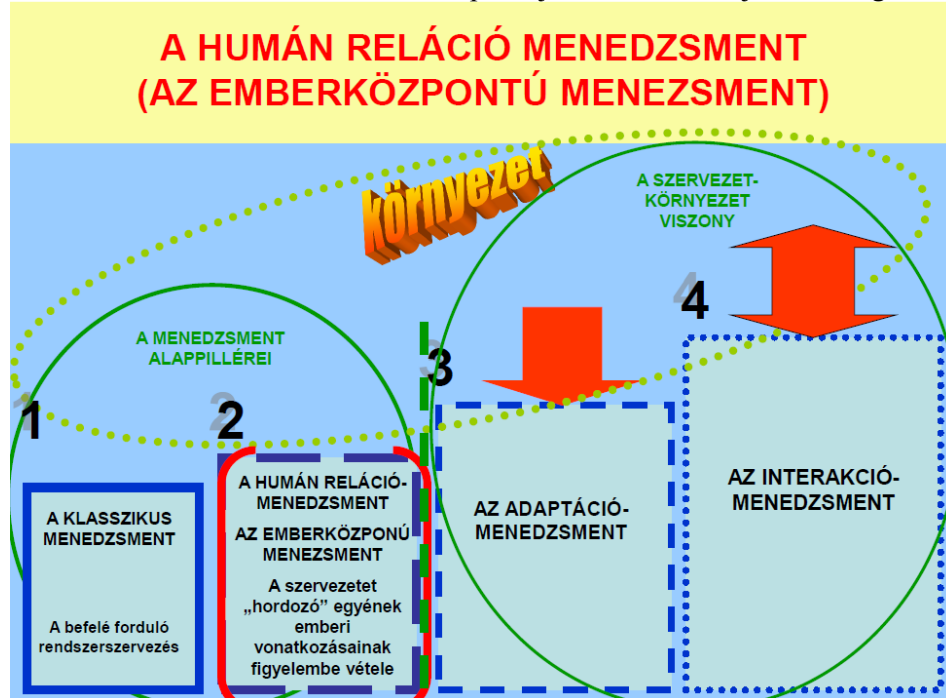 A HUMÁN RELÁCIÓ MENEDZSMENT
(AZ EMBERKÖZPONTÚ MENEZSMENT)
környezet
A SZERVEZET-
KÖRNYEZET
VISZONY
A MENEDZSMENT
ALAPPILLÉREI
1
2
3
4
A KLASSZIKUS
MENEDZSMENT
A befelé forduló
rendszerszervezés
A HUMÁN RELÁCIÓ-
MENEDZSMENT
AZ EMBERKÖZPONÚ
MENEZSMENT
A szervezetet
„hordozó” egyének
emberi
vonatkozásainak
figyelembe vétele
AZ ADAPTÁCIÓ-
MENEDZSMENT
AZ INTERAKCIÓ-
MENEDZSMENT